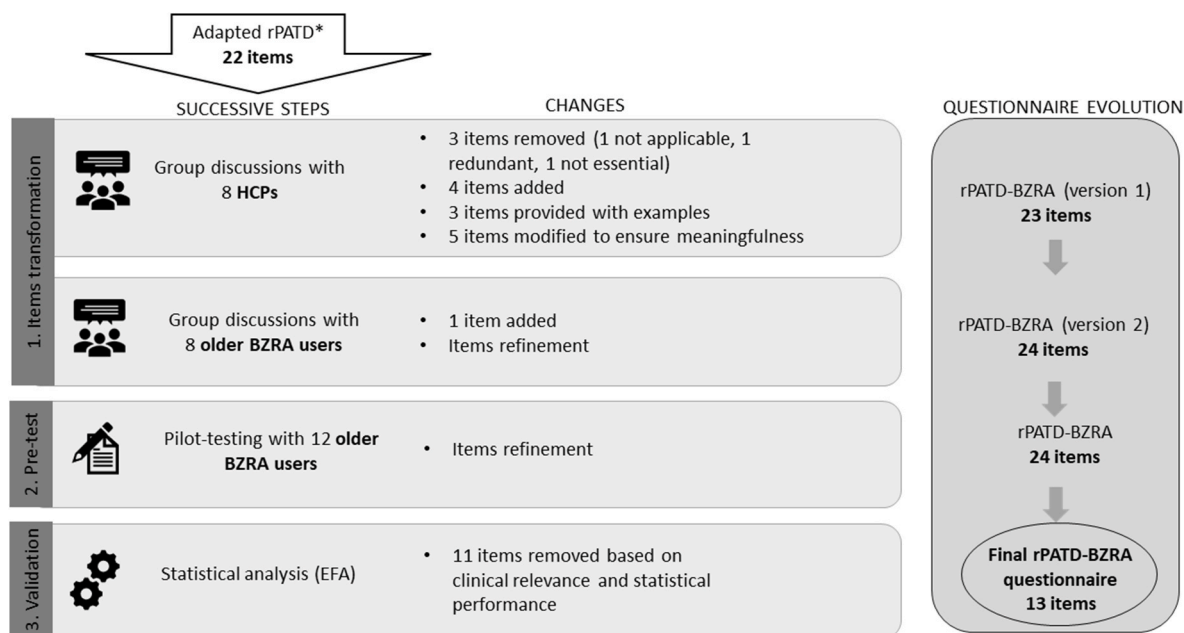 Adapted rPATD*
22 items
SUCCESSIVE STEPS
CHANGES
QUESTIONNAIRE EVOLUTION
1. Items transformation
Group discussions with
8 HCPs
• 3 items removed (1 not applicable, 1
redundant, 1 not essential)
• 4 items added
• 3 items provided with examples
• 5 items modified to ensure meaningfulness
rPATD-BZRA (version 1)
23 items
Group discussions with
8 older BZRA users
• 1 item added
• Items refinement
rPATD-BZRA (version 2)
24 items
2. Pre-test
Pilot-testing with 12 older
BZRA users
• Items refinement
rPATD-BZRA
24 items
3. Validation
Statistical analysis (EFA)
• 11 items removed based on
clinical relevance and statistical
performance
Final rPATD-BZRA
questionnaire
13 items